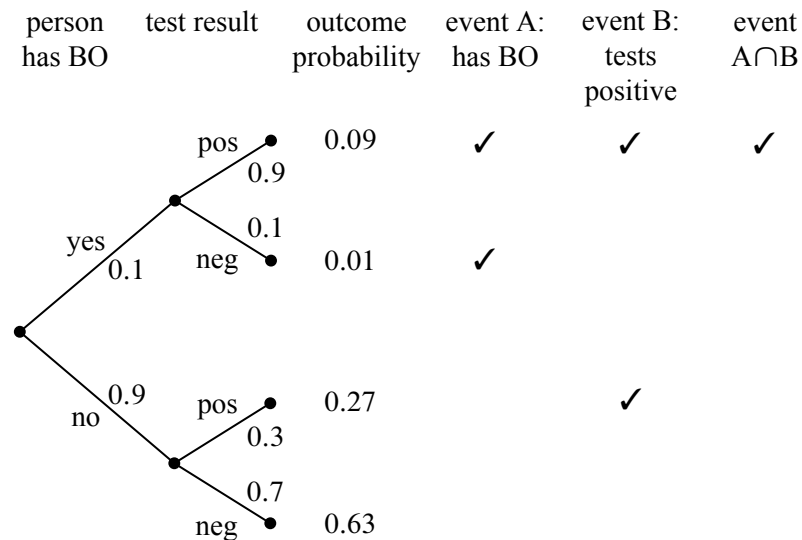 person has BO
test result
outcome probability
event A: has BO
event B: tests positive
event A∩B
pos
0.09
✓ ✓ ✓
0.9
yes
0.1
0.1
neg
0.01
✓
0.9
no
pos
0.27
✓
0.3
0.7
neg
0.63